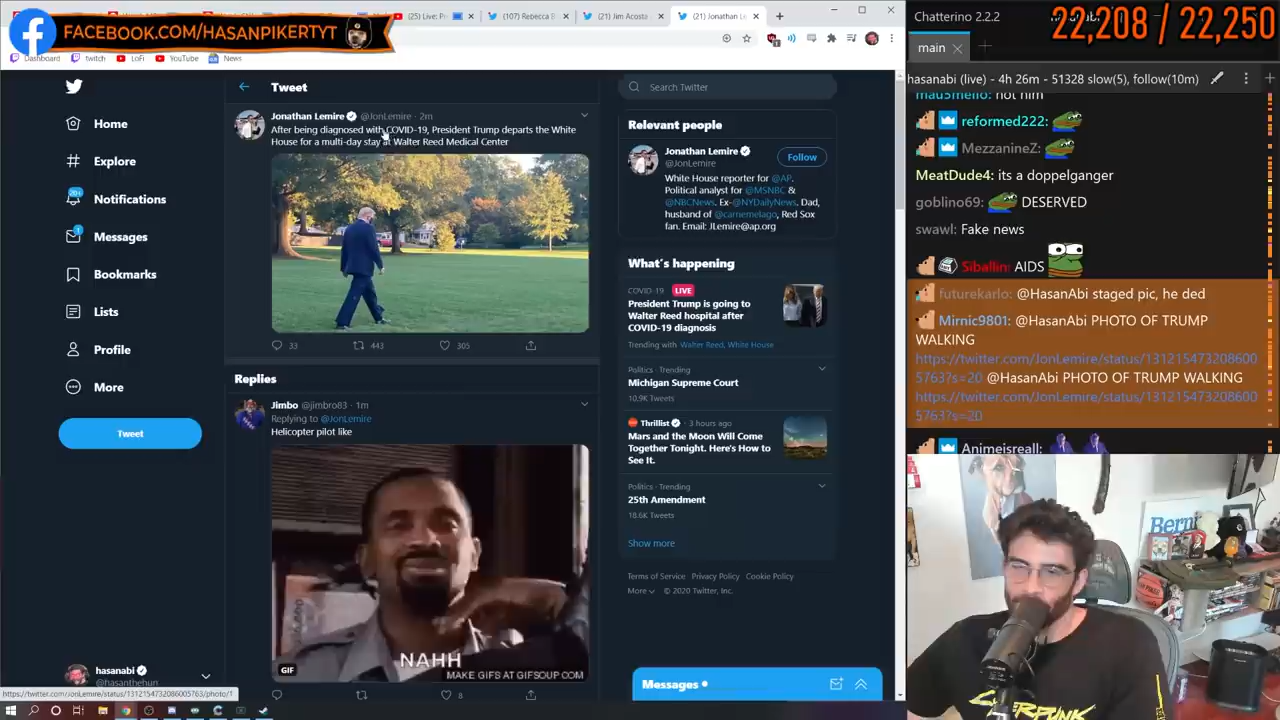 FACEBOOK.COM/HASANPIKERTYT
(25) Live: P
(107) Rebecca B
(21) Jim Acosta
(21) Jonathan Le
Dashboard
twitch
LoFi
YouTube
News
Home
Explore
20+
Notifications
1
Messages
Bookmarks
Lists
Profile
More
Tweet
hasanabi
@hasanthehun
https://twitter.com/JonLemire/status/1312154732086005763/photo/1
Tweet
Jonathan Lemire @JonLemire · 2m
After being diagnosed with COVID-19, President Trump departs the White
House for a multi-day stay at Walter Reed Medical Center
33 443 305
Replies
Jimbo @jimbro83 · 1m
Replying to @JonLemire
Helicopter pilot like
NAHH
GIF
MAKE GIFS AT GIFSOUP.COM
8
Search Twitter
Relevant people
Jonathan Lemire
@JonLemire
Follow
White House reporter for @AP.
Political analyst for @MSNBC &
@NBCNews. Ex-@NYDailyNews. Dad,
husband of @carriemelago, Red Sox
fan. Email: JLemire@ap.org
What's happening
COVID-19 LIVE
President Trump is going to
Walter Reed hospital after
COVID-19 diagnosis
Trending with Walter Reed, White House
Politics · Trending
Michigan Supreme Court
10.9K Tweets
Thrillist · 3 hours ago
Mars and the Moon Will Come
Together Tonight. Here's How to
See It.
Politics · Trending
25th Amendment
18.6K Tweets
Show more
Terms of Service Privacy Policy Cookie Policy
More © 2020 Twitter, Inc.
Messages
Chatterino 2.2.2
22,208 / 22,250
main
hasanabi (live) - 4h 26m - 51328 slow(5), follow(10m)
mau5mello: not him
reformed222:
MezzanineZ:
MeatDude4: its a doppelganger
goblino69: DESERVED
swawl: Fake news
Siballin: AIDS
futurekarlo: @HasanAbi staged pic, he ded
Mirnic9801: @HasanAbi PHOTO OF TRUMP
WALKING
https://twitter.com/JonLemire/status/131215473208600
5763?s=20 @HasanAbi PHOTO OF TRUMP WALKING
https://twitter.com/JonLemire/status/131215473208600
5763?s=20
Animeisreall:
Bern